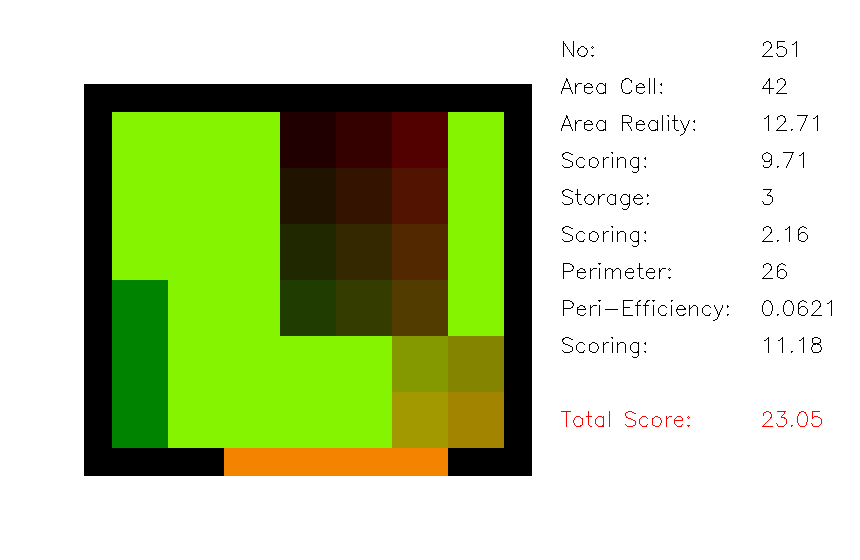 No: 251
Area Cell: 42
Area Reality: 12.71
Scoring: 9.71
Storage: 3
Scoring: 2.16
Perimeter: 26
Peri-Efficiency: 0.0621
Scoring: 11.18
Total Score: 23.05